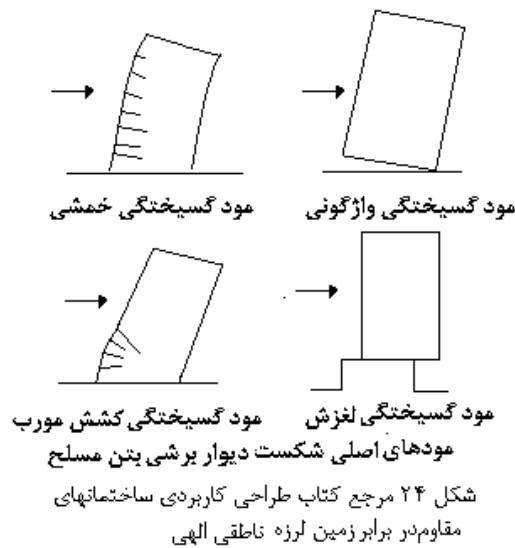 مود گسیختگی واژگونی
مود گسیختگی خمشی
مود گسیختگی لغزش
مود گسیختگی کشش مورب
مودهای اصلی شکست دیوار برشی بتن مسلح
شکل ۲۴ مرجع کتاب طراحی کاربردی ساختمانهای
مقاوم‌در برابر زمین لرزه ناطقی الهی